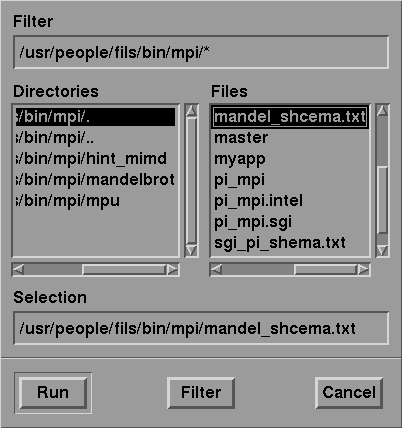 Filter
/usr/people/fils/bin/mpi/*
Directories
s/bin/mpi/.
s/bin/mpi/..
s/bin/mpi/hint_mimd
s/bin/mpi/mandelbrot
s/bin/mpi/mpu
Files
mandel_shcema.txt
master
myapp
pi_mpi
pi_mpi.intel
pi_mpi.sgi
sgi_pi_shema.txt
Selection
/usr/people/fils/bin/mpi/mandel_shcema.txt
Run
Filter
Cancel